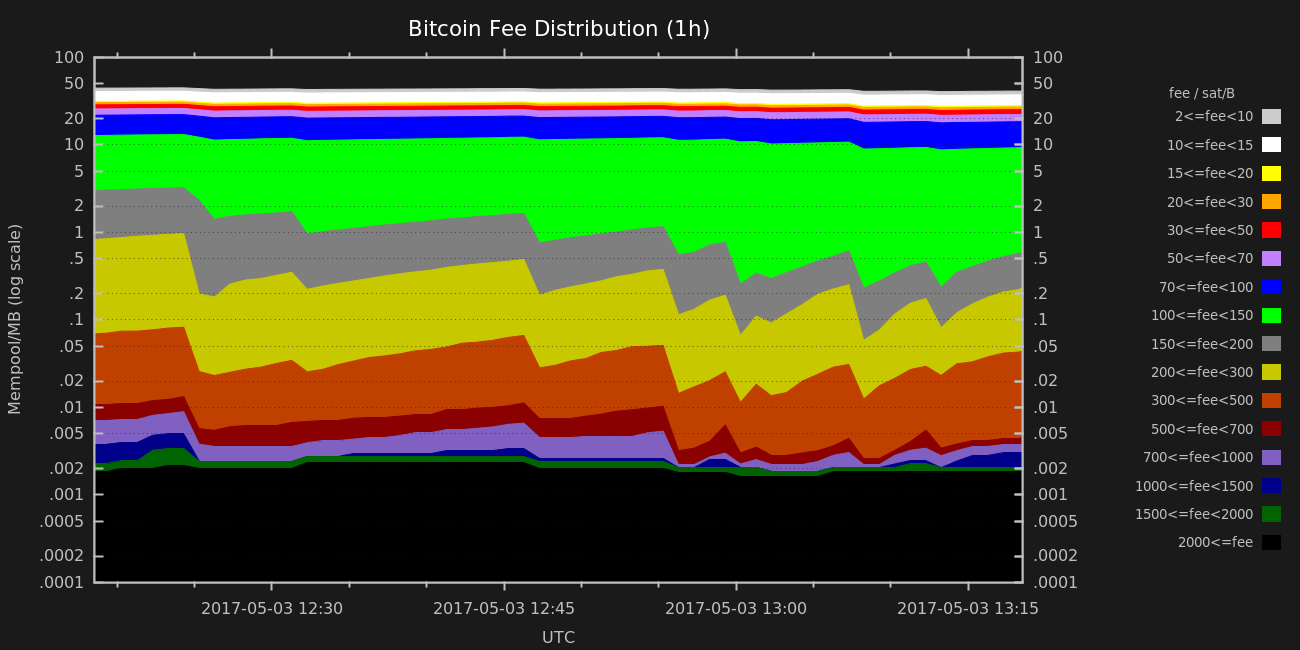 Bitcoin Fee Distribution (1h)
Mempool/MB (log scale)
100
50
20
10
5
2
1
.5
.2
.1
.05
.02
.01
.005
.002
.001
.0005
.0002
.0001
100
50
20
10
5
2
1
.5
.2
.1
.05
.02
.01
.005
.002
.001
.0005
.0002
.0001
2017-05-03 12:30
2017-05-03 12:45
2017-05-03 13:00
2017-05-03 13:15
UTC
fee / sat/B
2<=fee<10
10<=fee<15
15<=fee<20
20<=fee<30
30<=fee<50
50<=fee<70
70<=fee<100
100<=fee<150
150<=fee<200
200<=fee<300
300<=fee<500
500<=fee<700
700<=fee<1000
1000<=fee<1500
1500<=fee<2000
2000<=fee